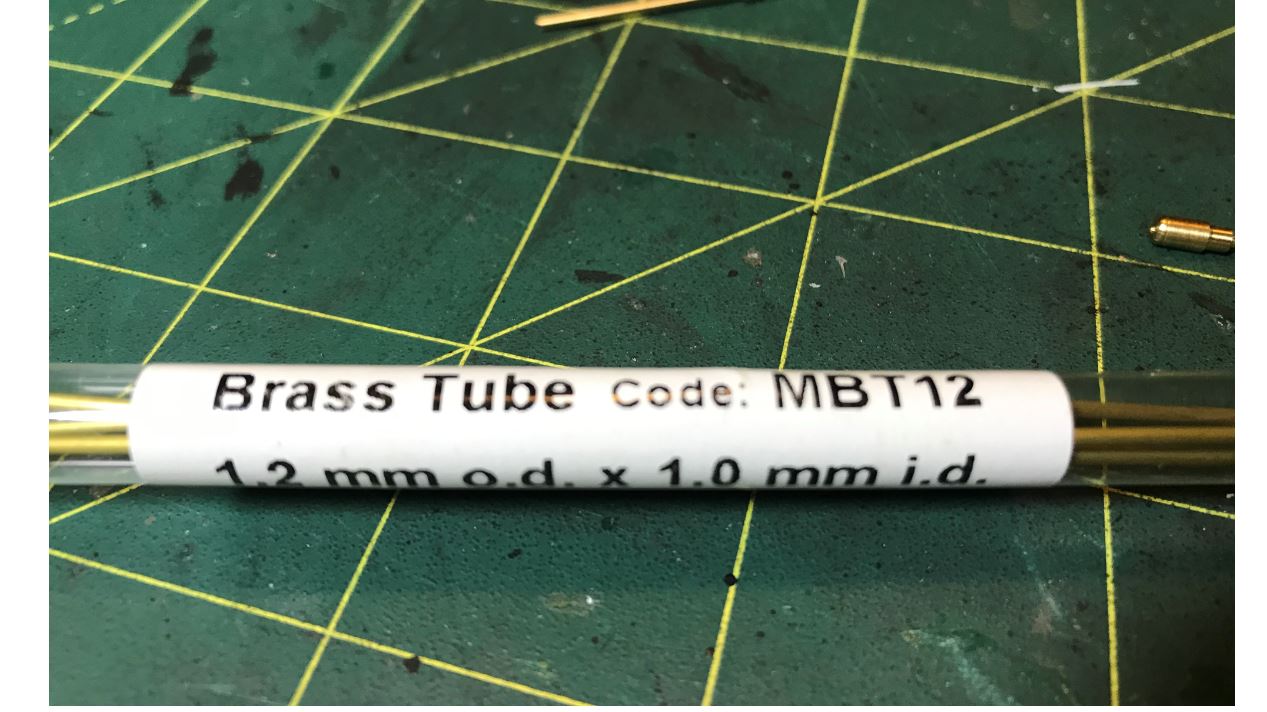 Brass Tube Code: MBT12
1.2 mm o.d. x 1.0 mm i.d.